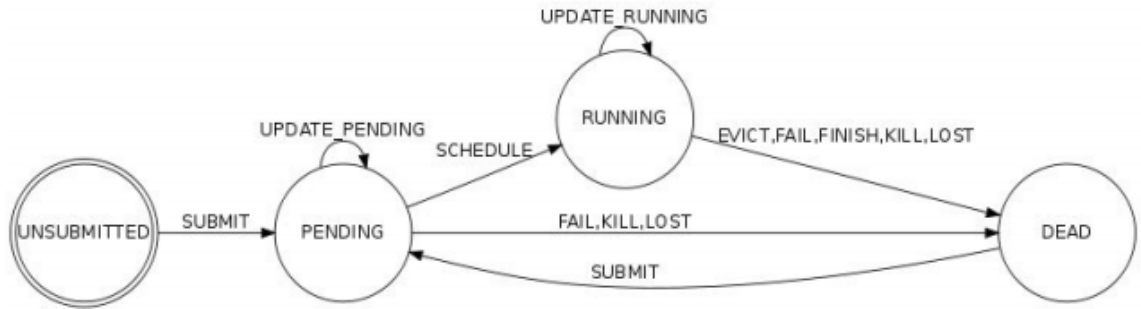 UPDATE_RUNNING
RUNNING
UPDATE_PENDING
SCHEDULE
EVICT,FAIL,FINISH,KILL,LOST
UNSUBMITTED
SUBMIT
PENDING
FAIL,KILL,LOST
DEAD
SUBMIT